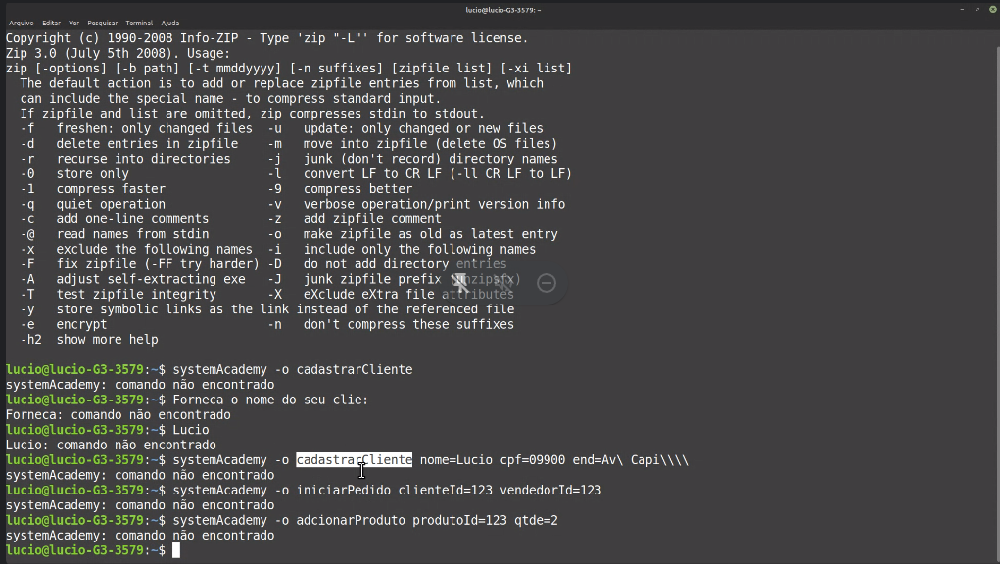 lucio@lucio-G3-3579: ~
Arquivo Editar Ver Pesquisar Terminal Ajuda
Copyright (c) 1990-2008 Info-ZIP - Type 'zip "-L"' for software license.
Zip 3.0 (July 5th 2008). Usage:
zip [-options] [-b path] [-t mmddyyyy] [-n suffixes] [zipfile list] [-xi list]
  The default action is to add or replace zipfile entries from list, which
  can include the special name - to compress standard input.
  If zipfile and list are omitted, zip compresses stdin to stdout.
  -f   freshen: only changed files  -u   update: only changed or new files
  -d   delete entries in zipfile    -m   move into zipfile (delete OS files)
  -r   recurse into directories     -j   junk (don't record) directory names
  -0   store only                   -l   convert LF to CR LF (-ll CR LF to LF)
  -1   compress faster              -9   compress better
  -q   quiet operation              -v   verbose operation/print version info
  -c   add one-line comments        -z   add zipfile comment
  -@   read names from stdin        -o   make zipfile as old as latest entry
  -x   exclude the following names  -i   include only the following names
  -F   fix zipfile (-FF try harder) -D   do not add directory entries
  -A   adjust self-extracting exe   -J   junk zipfile prefix (unzipsfx)
  -T   test zipfile integrity       -X   eXclude eXtra file attributes
  -y   store symbolic links as the link instead of the referenced file
  -e   encrypt                      -n   don't compress these suffixes
  -h2  show more help
lucio@lucio-G3-3579:~$ systemAcademy -o cadastrarCliente
systemAcademy: comando não encontrado
lucio@lucio-G3-3579:~$ Forneca o nome do seu clie:
Forneca: comando não encontrado
lucio@lucio-G3-3579:~$ Lucio
Lucio: comando não encontrado
lucio@lucio-G3-3579:~$ systemAcademy -o cadastrarCliente nome=Lucio cpf=09900 end=Av\ Capi\\\\
systemAcademy: comando não encontrado
lucio@lucio-G3-3579:~$ systemAcademy -o iniciarPedido clienteId=123 vendedorId=123
systemAcademy: comando não encontrado
lucio@lucio-G3-3579:~$ systemAcademy -o adcionarProduto produtoId=123 qtde=2
systemAcademy: comando não encontrado
lucio@lucio-G3-3579:~$